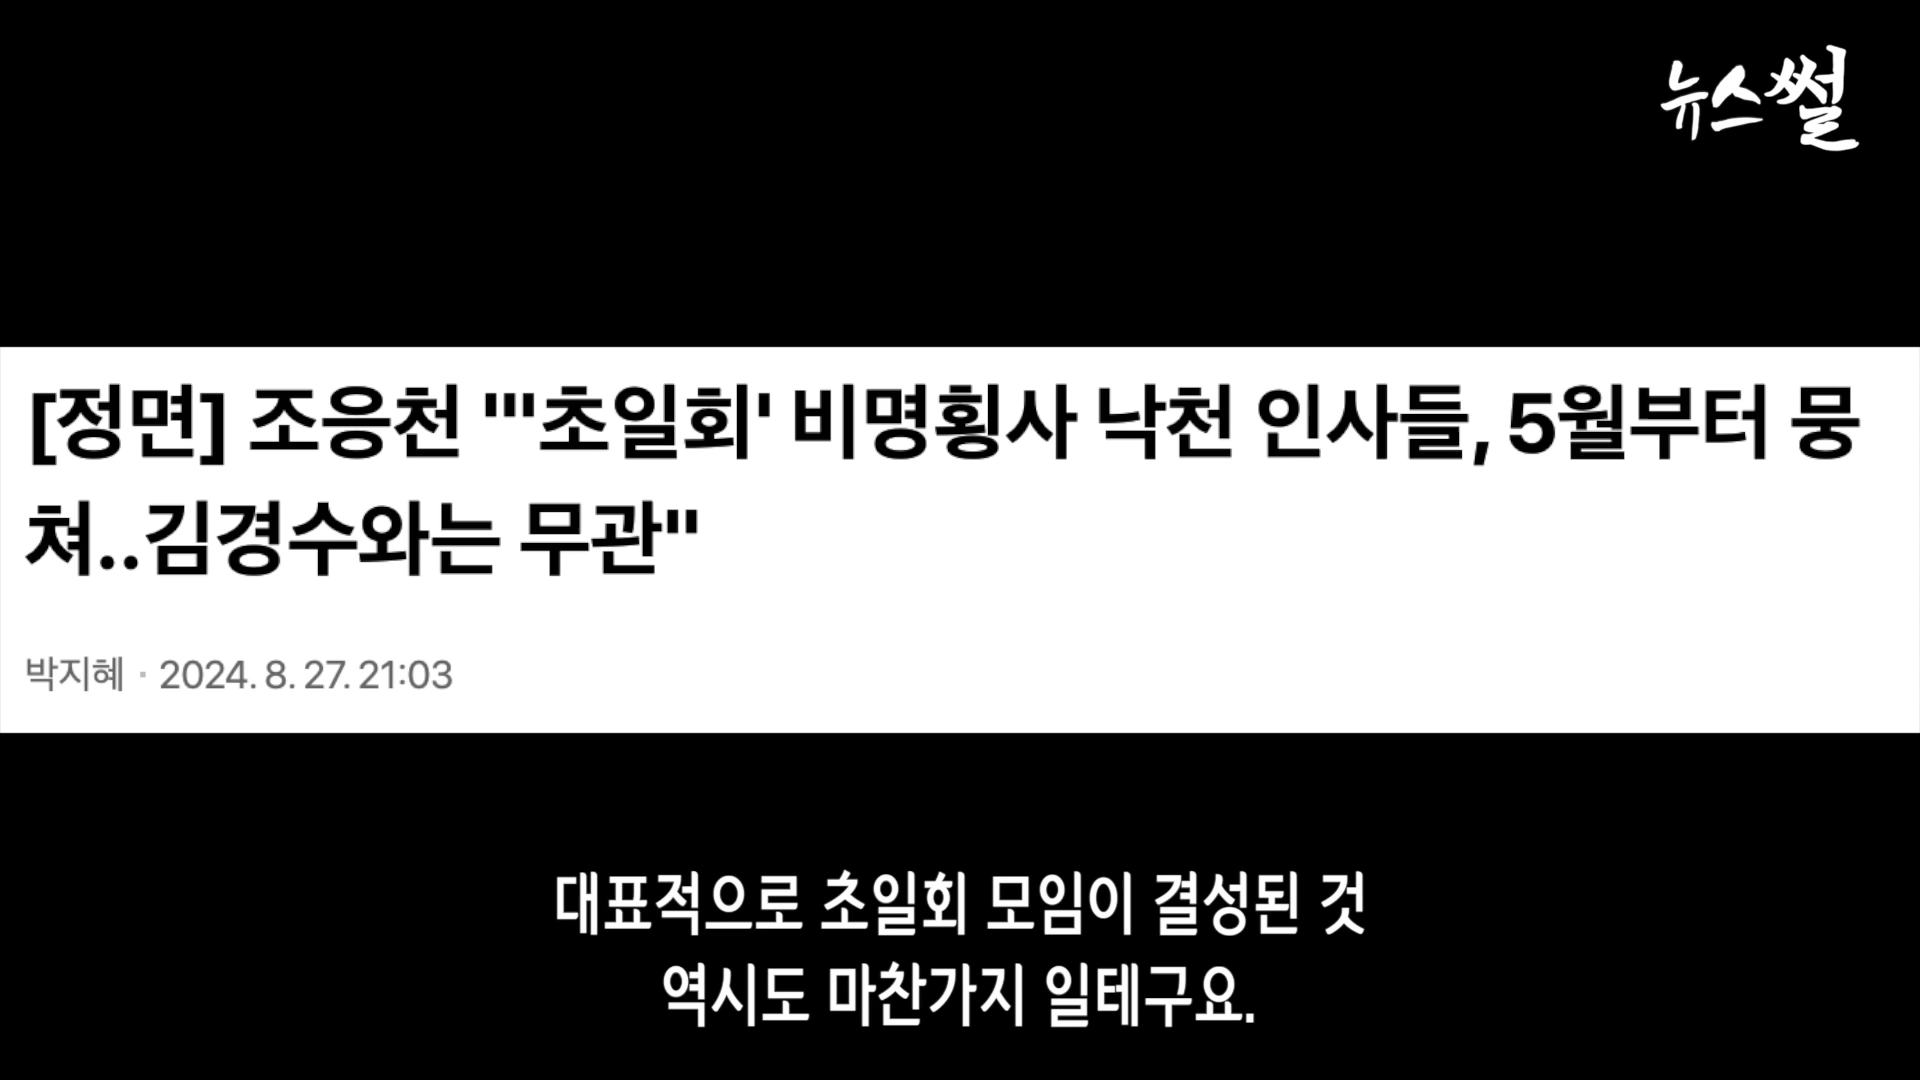 뉴스썰
[정면] 조응천 "'초일회' 비명횡사 낙천 인사들, 5월부터 뭉
쳐..김경수와는 무관"
박지혜 · 2024. 8. 27. 21:03
대표적으로 초일회 모임이 결성된 것
역시도 마찬가지 일테구요.